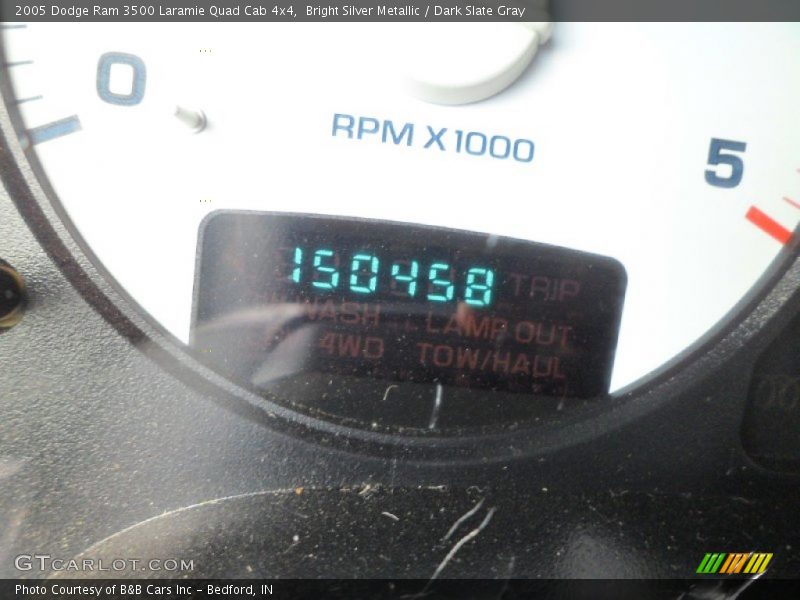 2005 Dodge Ram 3500 Laramie Quad Cab 4x4,  Bright Silver Metallic / Dark Slate Gray
0
RPM X1000
5
150458 TRIP
WASH LAMP OUT
4WD TOW/HAUL
GTCARLOT.COM
Photo Courtesy of B&B Cars Inc – Bedford, IN